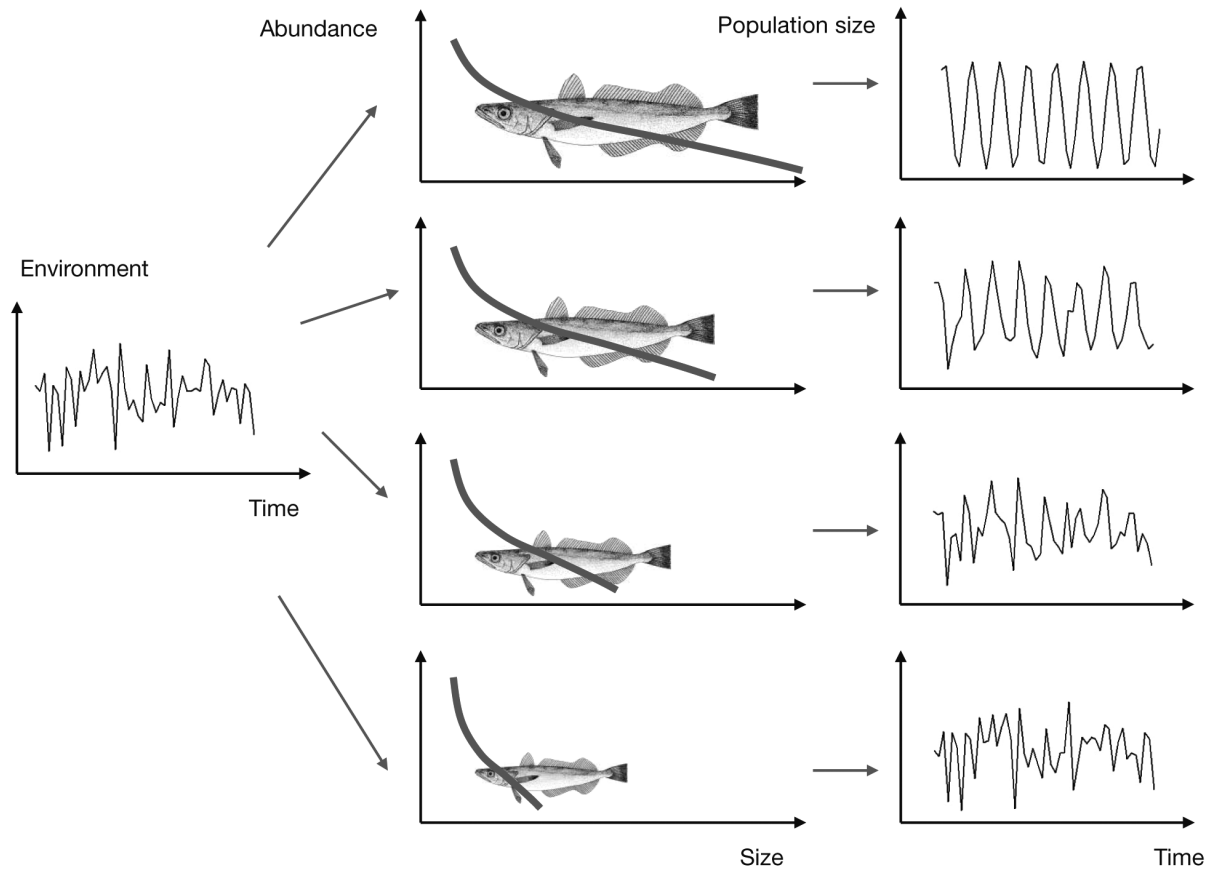 Abundance
Population size
Environment
Time
Size
Time